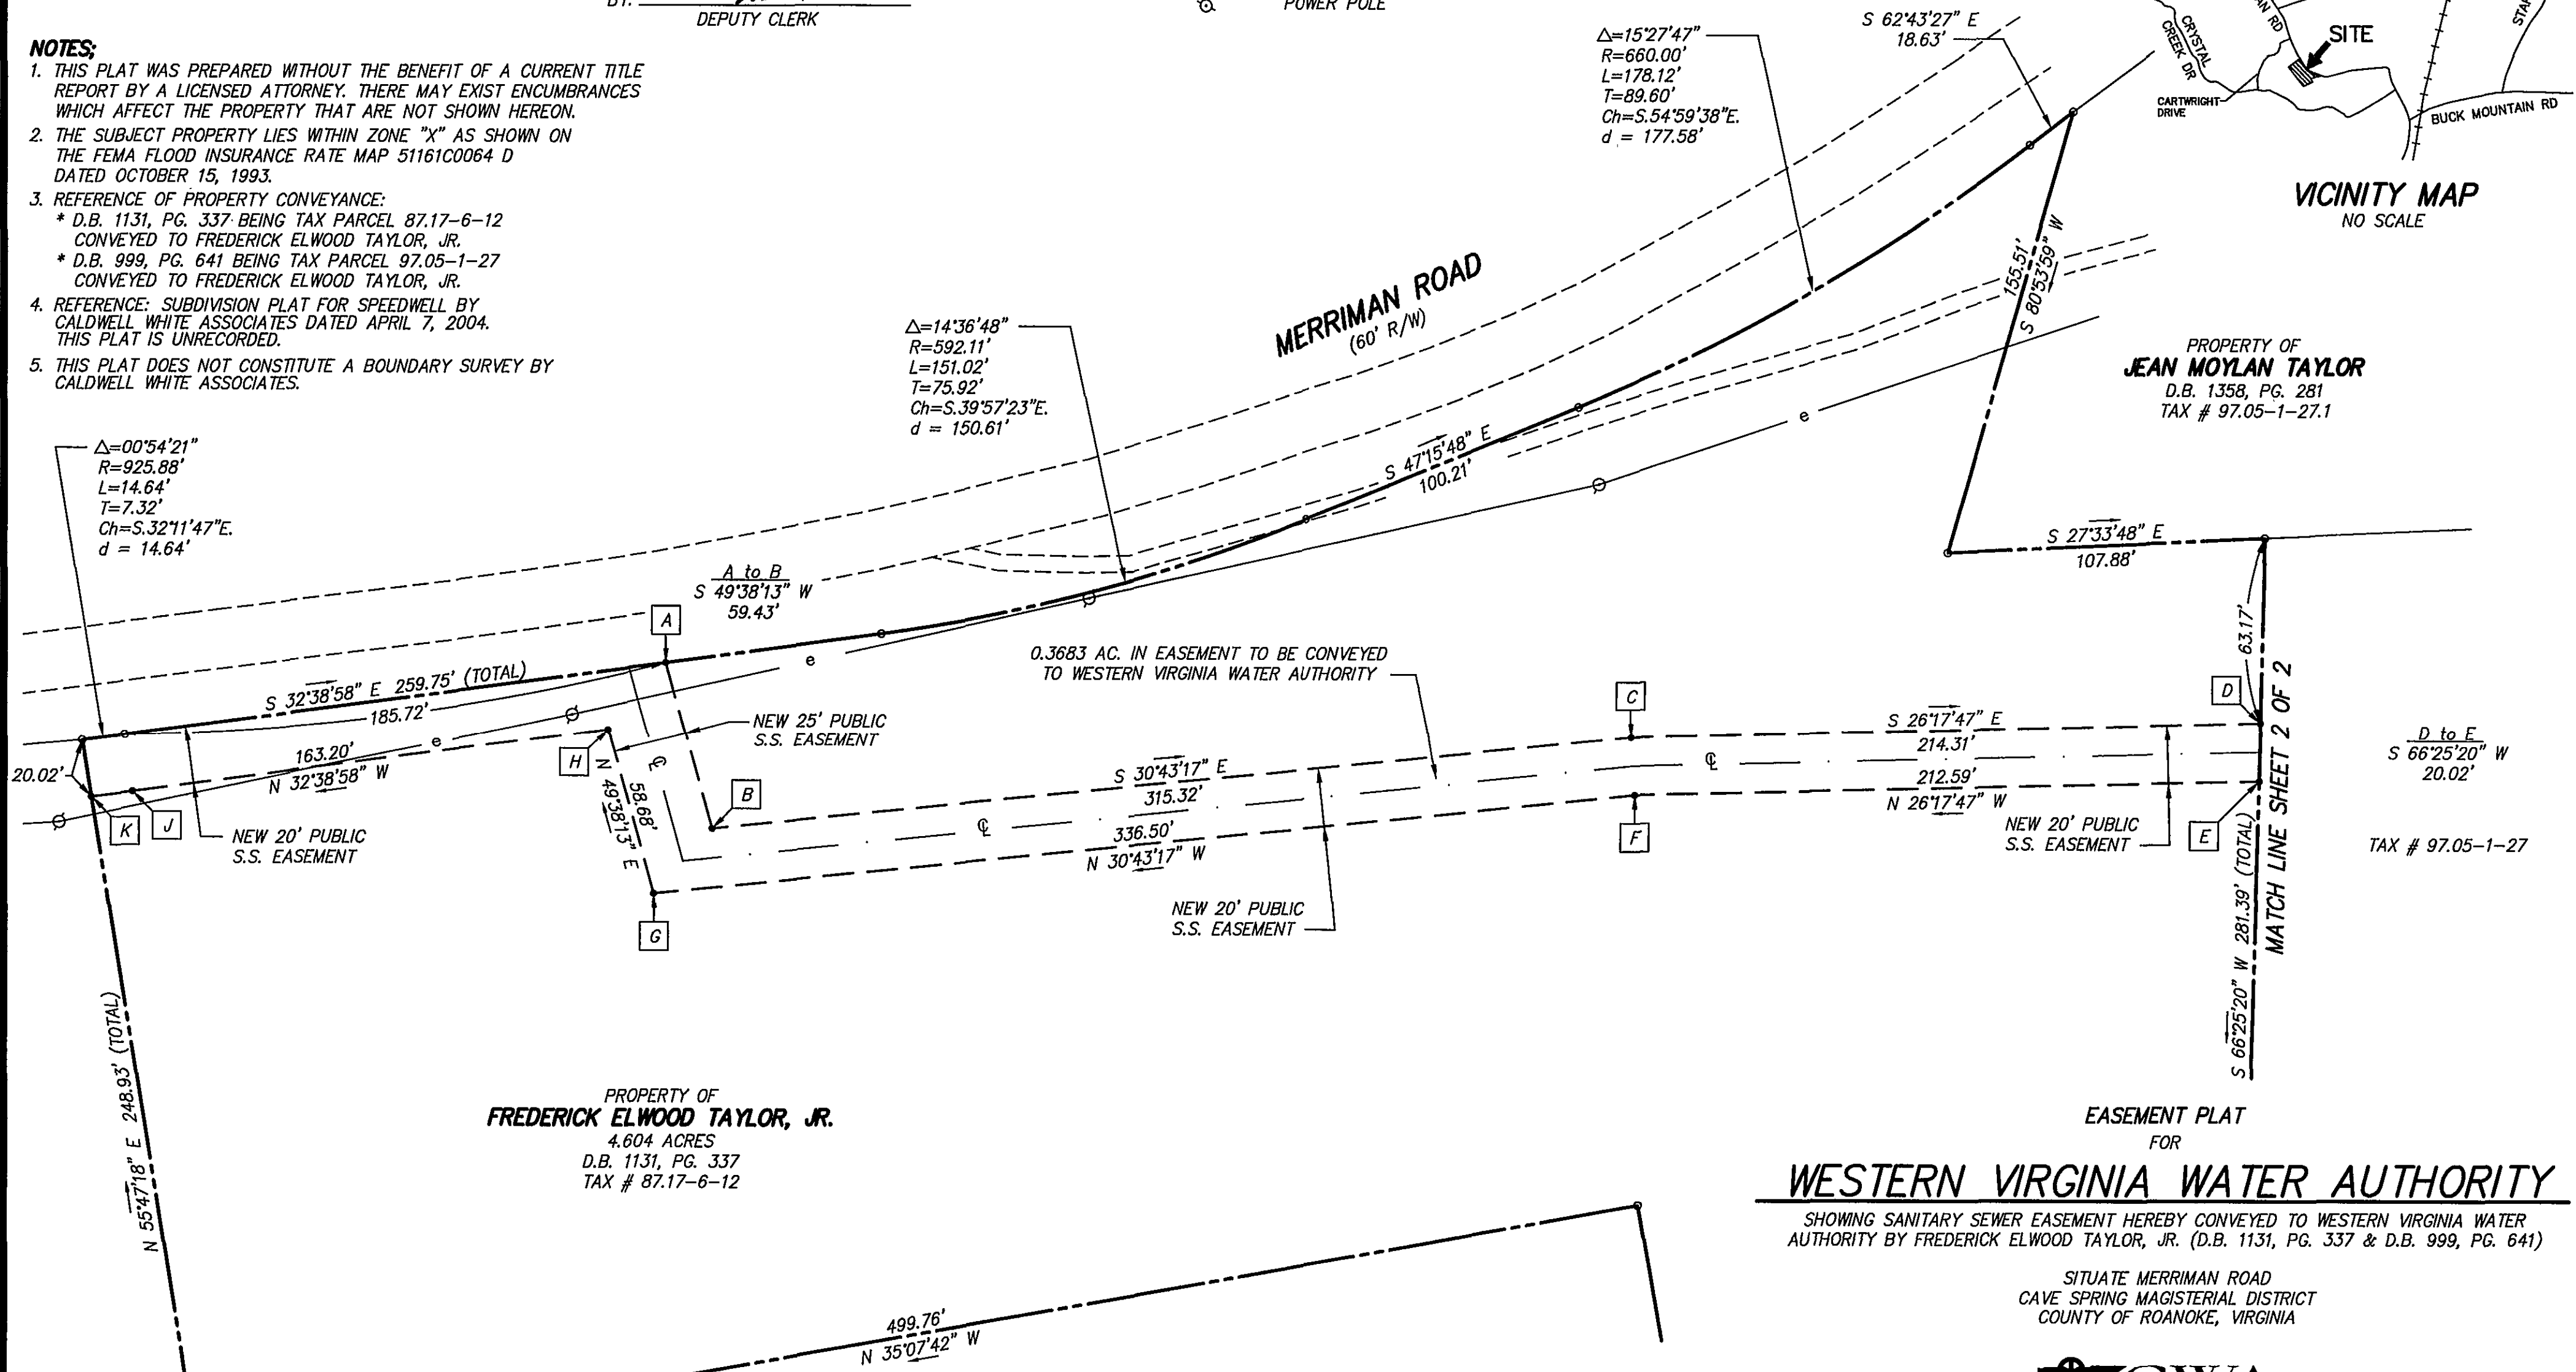 BY:
DEPUTY CLERK
POWER POLE
NOTES;
1. THIS PLAT WAS PREPARED WITHOUT THE BENEFIT OF A CURRENT TITLE
REPORT BY A LICENSED ATTORNEY. THERE MAY EXIST ENCUMBRANCES
WHICH AFFECT THE PROPERTY THAT ARE NOT SHOWN HEREON.
2. THE SUBJECT PROPERTY LIES WITHIN ZONE "X" AS SHOWN ON
THE FEMA FLOOD INSURANCE RATE MAP 51161C0064 D
DATED OCTOBER 15, 1993.
3. REFERENCE OF PROPERTY CONVEYANCE:
* D.B. 1131, PG. 337 BEING TAX PARCEL 87.17-6-12
CONVEYED TO FREDERICK ELWOOD TAYLOR, JR.
* D.B. 999, PG. 641 BEING TAX PARCEL 97.05-1-27
CONVEYED TO FREDERICK ELWOOD TAYLOR, JR.
4. REFERENCE: SUBDIVISION PLAT FOR SPEEDWELL BY
CALDWELL WHITE ASSOCIATES DATED APRIL 7, 2004.
THIS PLAT IS UNRECORDED.
5. THIS PLAT DOES NOT CONSTITUTE A BOUNDARY SURVEY BY
CALDWELL WHITE ASSOCIATES.
Δ=15°27'47"
R=660.00'
L=178.12'
T=89.60'
Ch=S.54°59'38"E.
d = 177.58'
S 62°43'27" E
18.63'
CRYSTAL
CREEK DR
SITE
CARTWRIGHT
DRIVE
BUCK MOUNTAIN RD
VICINITY MAP
NO SCALE
MERRIMAN ROAD
(60' R/W)
155.51'
S 80°53'59" W
PROPERTY OF
JEAN MOYLAN TAYLOR
D.B. 1358, PG. 281
TAX # 97.05-1-27.1
Δ=14°36'48"
R=592.11'
L=151.02'
T=75.92'
Ch=S.39°57'23"E.
d = 150.61'
Δ=00°54'21"
R=925.88'
L=14.64'
T=7.32'
Ch=S.32°11'47"E.
d = 14.64'
S 47°15'48" E
100.21'
e
S 27°33'48" E
107.88'
A to B
S 49°38'13" W
59.43'
A
e
63.17'
0.3683 AC. IN EASEMENT TO BE CONVEYED
TO WESTERN VIRGINIA WATER AUTHORITY
S 32°38'58" E 259.75' (TOTAL)
185.72'
e
163.20'
N 32°38'58" W
20.02'
K
J
NEW 20' PUBLIC
S.S. EASEMENT
H
NEW 25' PUBLIC
S.S. EASEMENT
℄
58.68'
N 49°38'13" E
B
G
S 30°43'17" E
315.32'
℄
336.50'
N 30°43'17" W
NEW 20' PUBLIC
S.S. EASEMENT
C
F
S 26°17'47" E
214.31'
℄
212.59'
N 26°17'47" W
NEW 20' PUBLIC
S.S. EASEMENT
D
E
D to E
S 66°25'20" W
20.02'
TAX # 97.05-1-27
MATCH LINE SHEET 2 OF 2
S 66°25'20" W 281.39' (TOTAL)
N 55°47'18" E 248.93' (TOTAL)
PROPERTY OF
FREDERICK ELWOOD TAYLOR, JR.
4.604 ACRES
D.B. 1131, PG. 337
TAX # 87.17-6-12
499.76'
N 35°07'42" W
EASEMENT PLAT
FOR
WESTERN VIRGINIA WATER AUTHORITY
SHOWING SANITARY SEWER EASEMENT HEREBY CONVEYED TO WESTERN VIRGINIA WATER
AUTHORITY BY FREDERICK ELWOOD TAYLOR, JR. (D.B. 1131, PG. 337 & D.B. 999, PG. 641)
SITUATE MERRIMAN ROAD
CAVE SPRING MAGISTERIAL DISTRICT
COUNTY OF ROANOKE, VIRGINIA